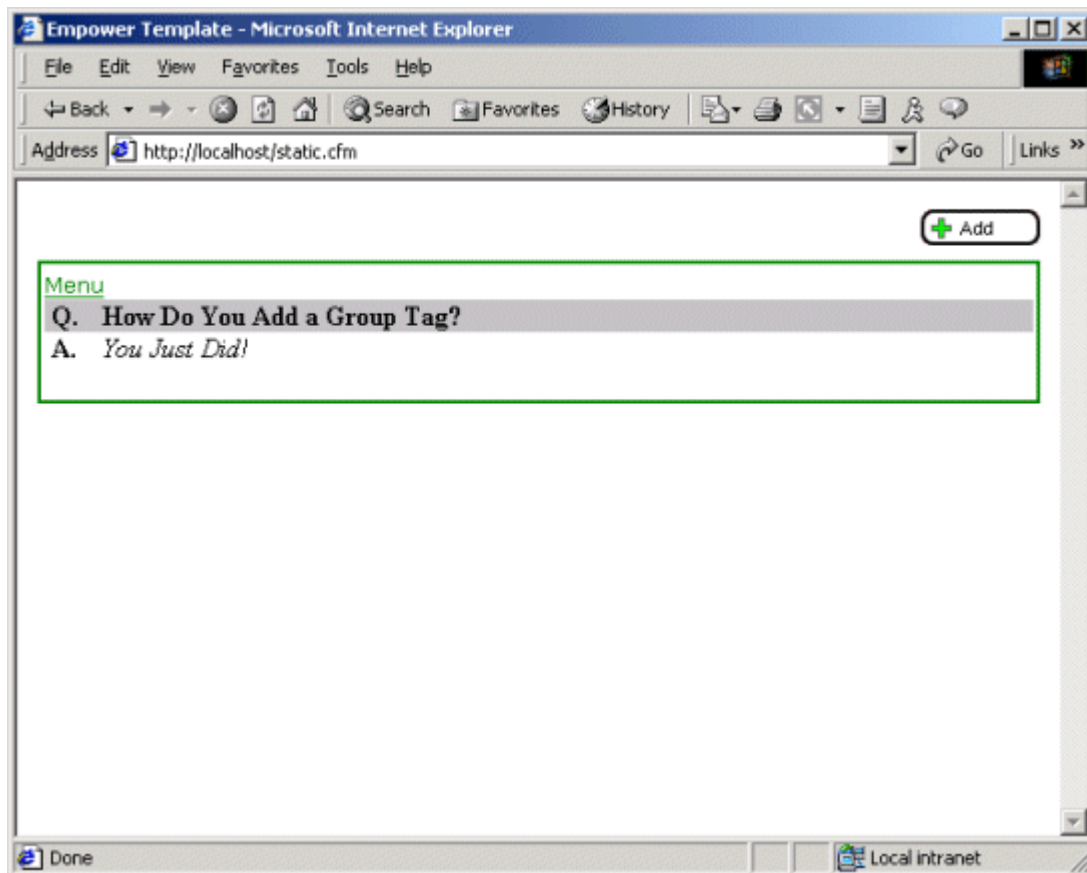 Empower Template - Microsoft Internet Explorer
File Edit View Favorites Tools Help
Back Search Favorites History
Address http://localhost/static.cfm Go Links »
Add
Menu
Q. How Do You Add a Group Tag?
A. You Just Did!
Done Local intranet